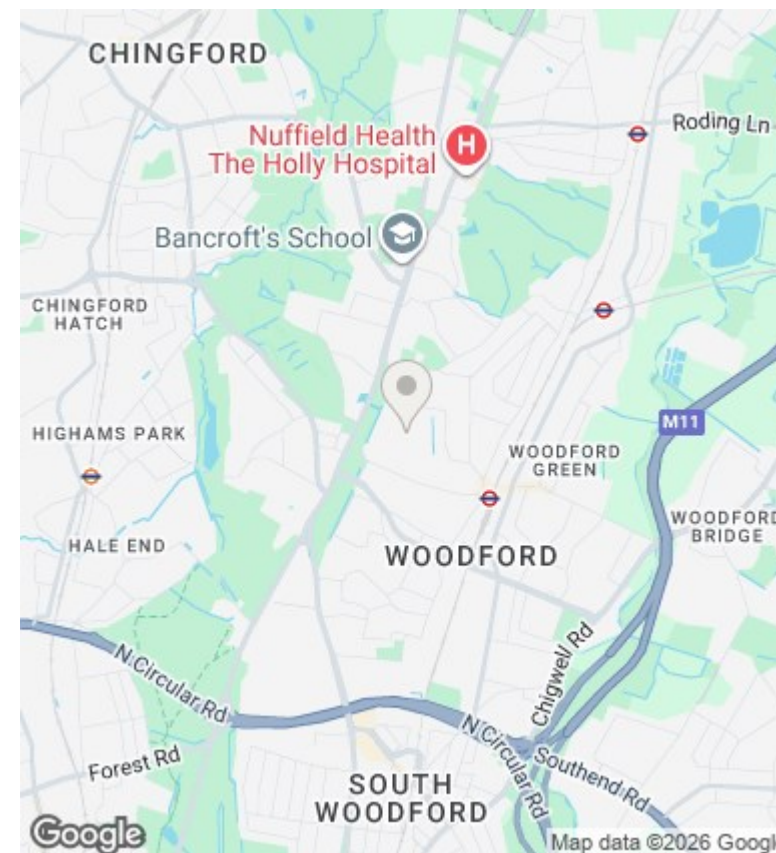 CHINGFORD
Nuffield Health
The Holly Hospital
H
Roding Ln
Bancroft's School
CHINGFORD
HATCH
M11
HIGHAMS PARK
WOODFORD
GREEN
WOODFORD
BRIDGE
HALE END
WOODFORD
N Circular Rd
Chigwell Rd
N Circular Rd
Southend Rd
Forest Rd
SOUTH
WOODFORD
Google
Map data ©2026 Google